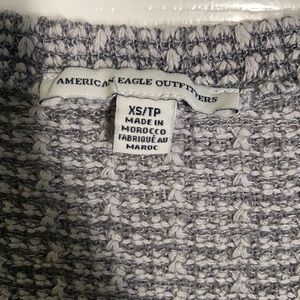 AMERICAN EAGLE OUTFITTERS
XS/TP
MADE IN
MOROCCO
FABRIQUÉ AU
MAROC